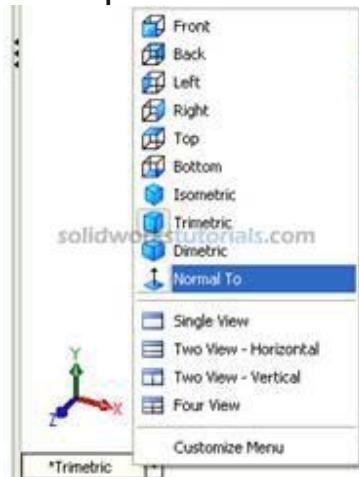 Front
Back
Left
Right
Top
Bottom
Isometric
Trimetric
solidworkstutorials.com
Dimetric
Normal To
Single View
Two View - Horizontal
Two View - Vertical
Four View
Y
X
Z
Customize Menu
*Trimetric